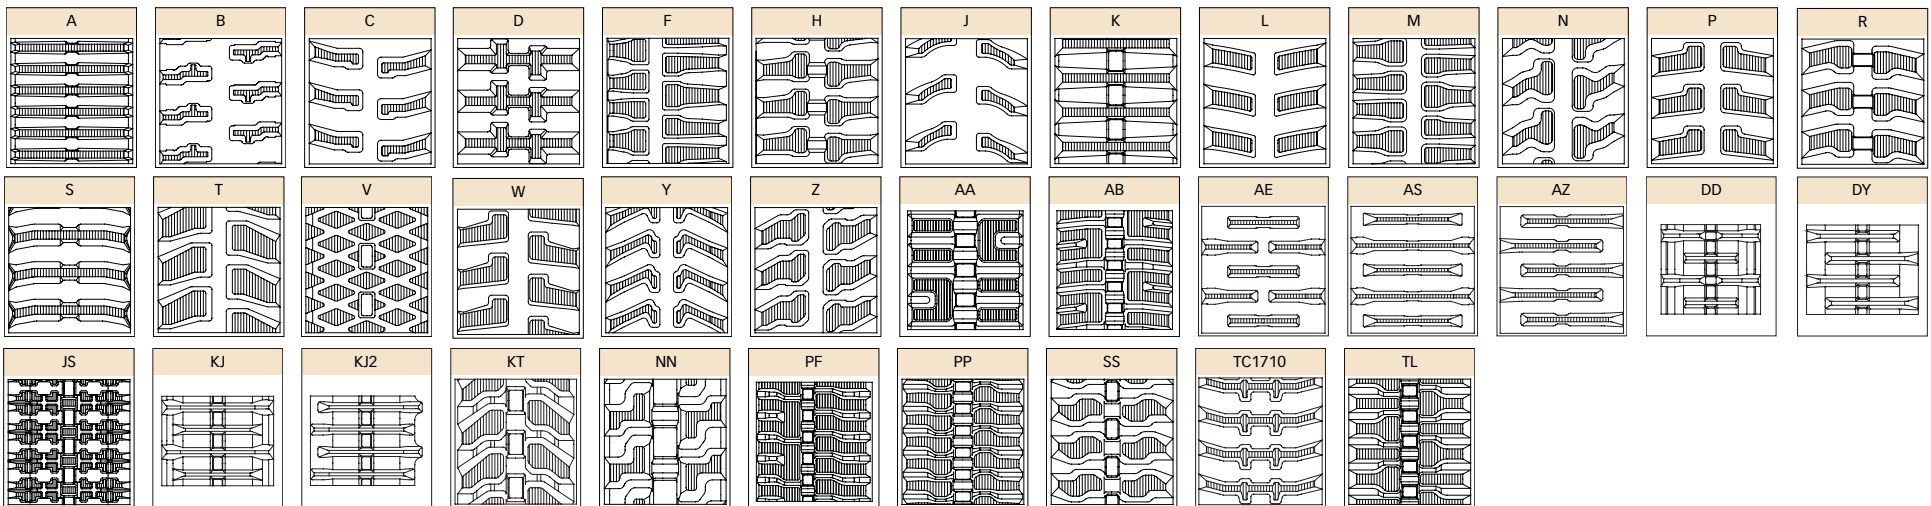 A B C D F H J K L M N P R
S T V W Y Z AA AB AE AS AZ DD DY
JS KJ KJ2 KT NN PF PP SS TC1710 TL